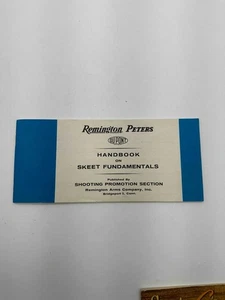 Remington PETERS
DU PONT
HANDBOOK
ON
SKEET FUNDAMENTALS
Published By
SHOOTING PROMOTION SECTION
Remington Arms Company, Inc.
Bridgeport 2, Conn.